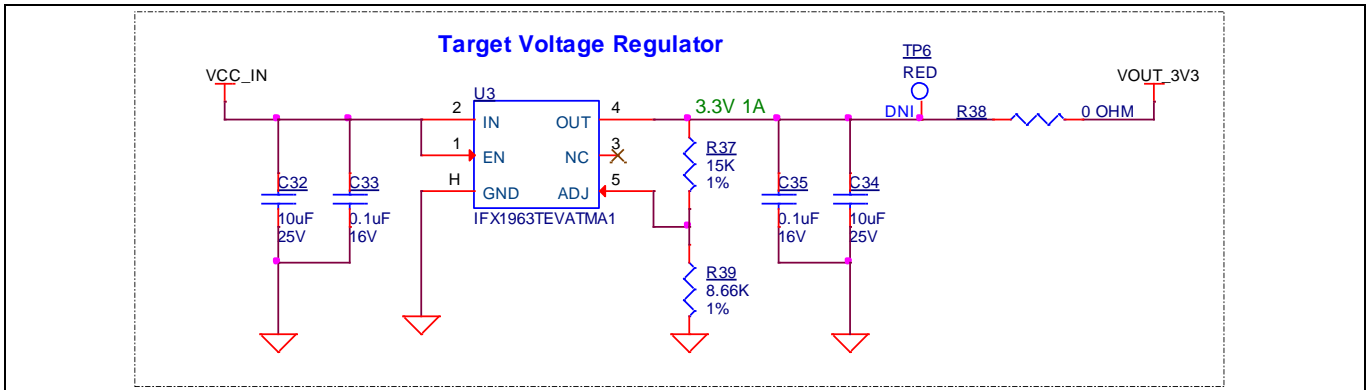 Target Voltage Regulator
TP6
RED
VCC_IN
VOUT_3V3
U3
2
IN
OUT
4
3.3V 1A
DNI
R38
0 OHM
1
EN
NC
3
R37
15K
1%
H
GND
ADJ
5
IFX1963TEVATMA1
C32
10uF
25V
C33
0.1uF
16V
C35
0.1uF
16V
C34
10uF
25V
R39
8.66K
1%